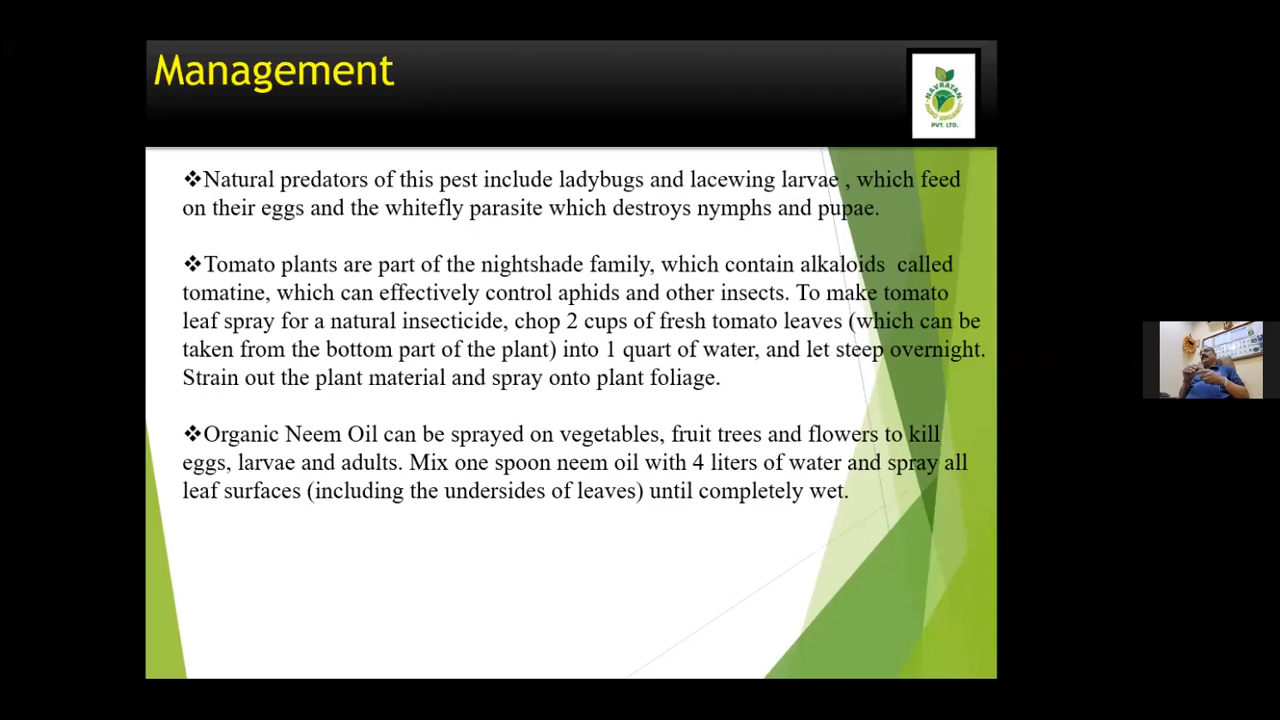 Management
NAVRATAN
AGRO ORGANIC
PVT. LTD.
❖Natural predators of this pest include ladybugs and lacewing larvae , which feed
on their eggs and the whitefly parasite which destroys nymphs and pupae.
❖Tomato plants are part of the nightshade family, which contain alkaloids called
tomatine, which can effectively control aphids and other insects. To make tomato
leaf spray for a natural insecticide, chop 2 cups of fresh tomato leaves (which can be
taken from the bottom part of the plant) into 1 quart of water, and let steep overnight.
Strain out the plant material and spray onto plant foliage.
❖Organic Neem Oil can be sprayed on vegetables, fruit trees and flowers to kill
eggs, larvae and adults. Mix one spoon neem oil with 4 liters of water and spray all
leaf surfaces (including the undersides of leaves) until completely wet.